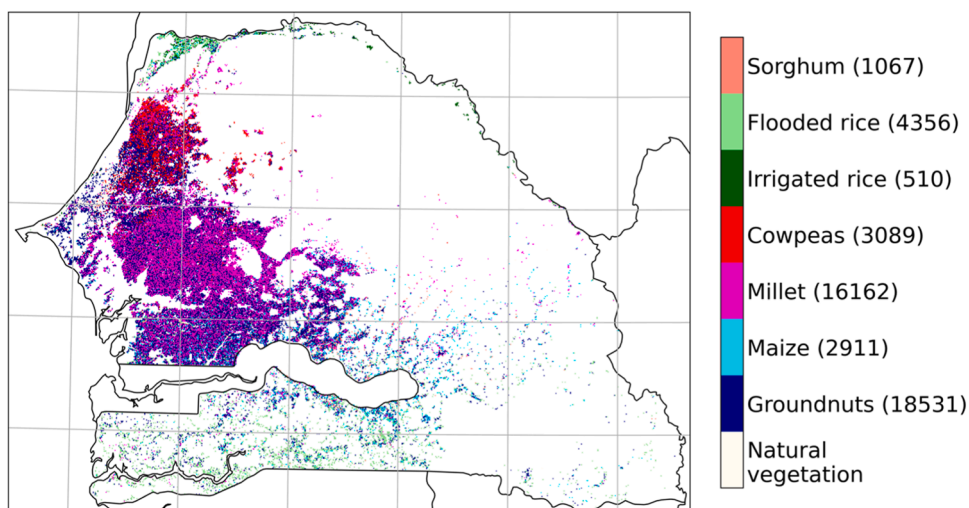 Sorghum (1067)
Flooded rice (4356)
Irrigated rice (510)
Cowpeas (3089)
Millet (16162)
Maize (2911)
Groundnuts (18531)
Natural
vegetation